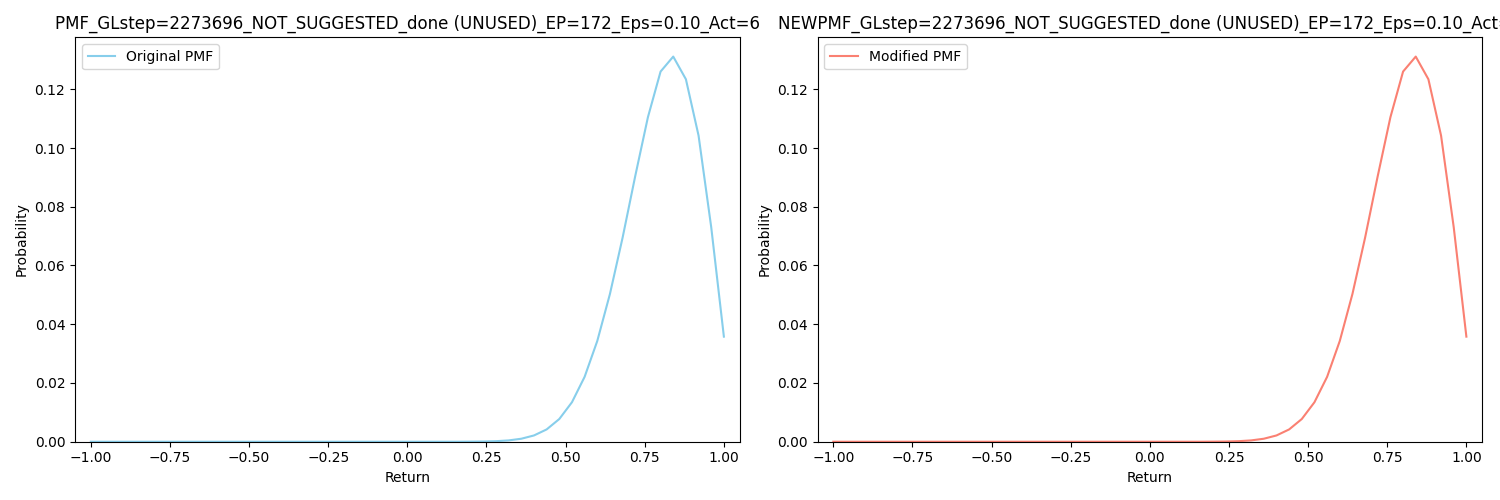 PMF_GLstep=2273696_NOT_SUGGESTED_done (UNUSED)_EP=172_Eps=0.10_Act=6
Original PMF
Probability
0.12
0.10
0.08
0.06
0.04
0.02
0.00
−1.00 −0.75 −0.50 −0.25 0.00 0.25 0.50 0.75 1.00
Return
NEWPMF_GLstep=2273696_NOT_SUGGESTED_done (UNUSED)_EP=172_Eps=0.10_Act=
Modified PMF
Probability
0.12
0.10
0.08
0.06
0.04
0.02
0.00
−1.00 −0.75 −0.50 −0.25 0.00 0.25 0.50 0.75 1.00
Return